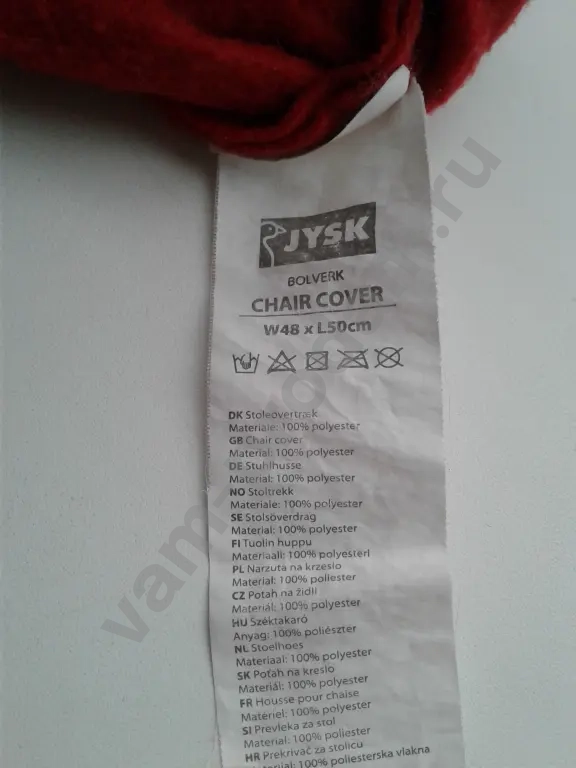 JYSK
BOLVERK
CHAIR COVER
W48 x L50cm
DK Stoleovertræk
Materiale: 100% polyester
GB Chair cover
Material: 100% polyester
DE Stuhlhusse
Material: 100% polyester
NO Stoltrekk
Materiale: 100% polyester
SE Stolsöverdrag
Material: 100% polyester
FI Tuolin huppu
Materiaali: 100% polyesteri
PL Narzuta na krzesło
Materiał: 100% poliester
CZ Potah na židli
Materiál: 100% polyester
HU Széktakaró
Anyag: 100% poliészter
NL Stoelhoes
Materiaal: 100% polyester
SK Poťah na kreslo
Materiál: 100% polyester
FR Housse pour chaise
Matériel: 100% polyester
SI Prevleka za stol
Material: 100% poliester
HR Prekrivač za stolicu
100% poliesterska vlakna